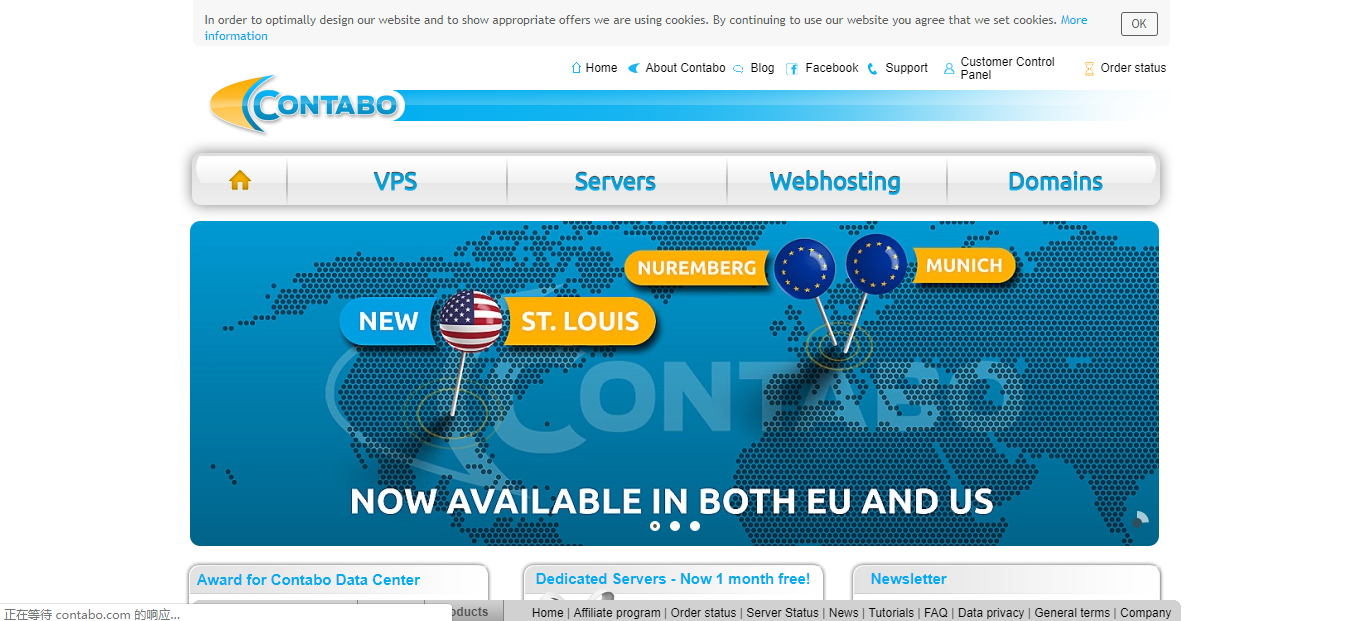 In order to optimally design our website and to show appropriate offers we are using cookies. By continuing to use our website you agree that we set cookies. More
information
OK
Home
About Contabo
Blog
Facebook
Support
Customer Control
Panel
Order status
CONTABO
VPS
Servers
Webhosting
Domains
NUREMBERG
MUNICH
NEW
ST. LOUIS
CONTABO
NOW AVAILABLE IN BOTH EU AND US
Award for Contabo Data Center
Dedicated Servers - Now 1 month free!
Newsletter
正在等待 contabo.com 的响应...
Home | Affiliate program | Order status | Server Status | News | Tutorials | FAQ | Data privacy | General terms | Company